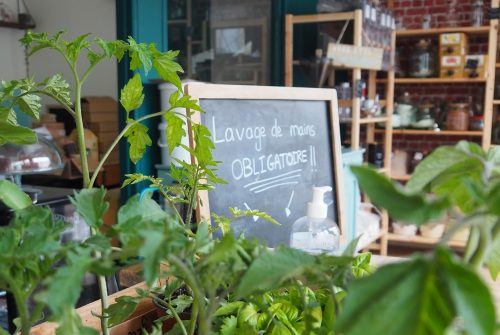 Lavage de mains
OBLIGATOIRE !!